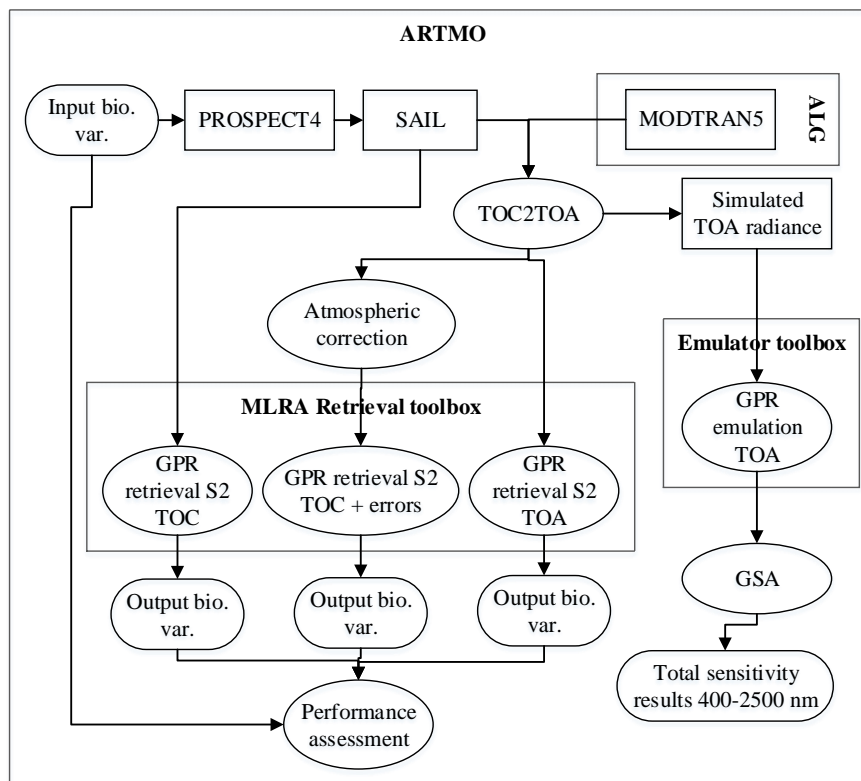 ARTMO
Input bio.
var.
PROSPECT4
SAIL
MODTRAN5
ALG
TOC2TOA
Simulated
TOA radiance
Atmospheric
correction
Emulator toolbox
MLRA Retrieval toolbox
GPR
emulation
TOA
GPR
retrieval S2
TOC
GPR retrieval S2
TOC + errors
GPR
retrieval S2
TOA
GSA
Output bio.
var.
Output bio.
var.
Output bio.
var.
Total sensitivity
results 400-2500 nm
Performance
assessment